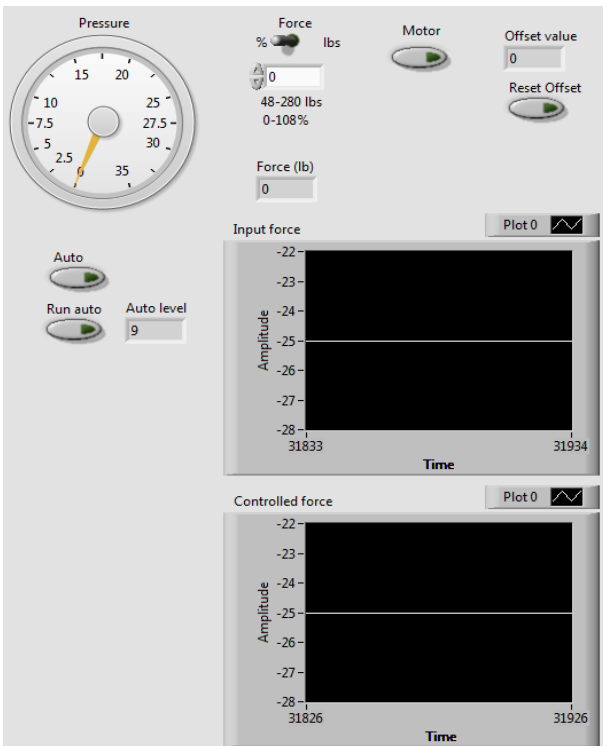 Pressure
15 20
10 25
7.5 27.5
5 30
2.5
0 35
Force
% lbs
0
48-280 lbs
0-108%
Force (lb)
0
Motor
Offset value
0
Reset Offset
Auto
Run auto
Auto level
9
Input force
Plot 0
-22
-23
-24
-25
-26
-27
-28
Amplitude
31833 31934
Time
Controlled force
Plot 0
-22
-23
-24
-25
-26
-27
-28
Amplitude
31826 31926
Time